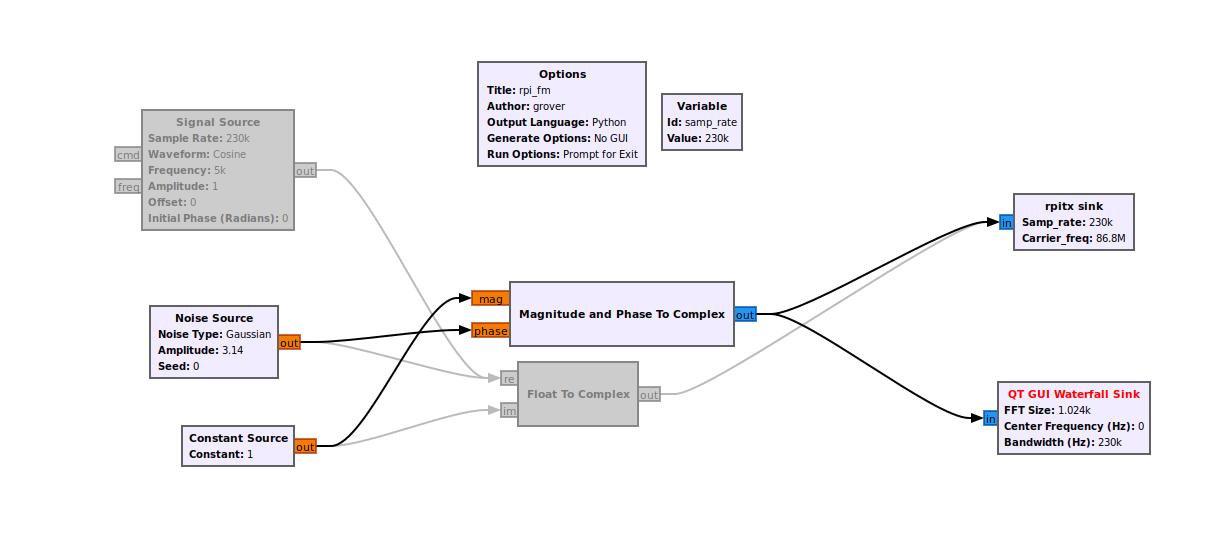 Options
Title: rpi_fm
Author: grover
Output Language: Python
Generate Options: No GUI
Run Options: Prompt for Exit
Variable
Id: samp_rate
Value: 230k
Signal Source
Sample Rate: 230k
Waveform: Cosine
Frequency: 5k
Amplitude: 1
Offset: 0
Initial Phase (Radians): 0
cmd
freq
out
rpitx sink
Samp_rate: 230k
Carrier_freq: 86.8M
in
Noise Source
Noise Type: Gaussian
Amplitude: 3.14
Seed: 0
out
mag
phase
Magnitude and Phase To Complex
out
re
im
Float To Complex
out
QT GUI Waterfall Sink
FFT Size: 1.024k
Center Frequency (Hz): 0
Bandwidth (Hz): 230k
in
Constant Source
Constant: 1
out